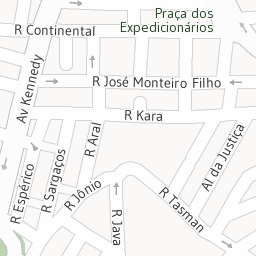 Praça dos
Expedicionários
R Continental
Av Kennedy
R José Monteiro Filho
R Kara
R Aral
Al da Justiça
R Espérico
R Sargaços
R Jônio
R Java
R Tasman